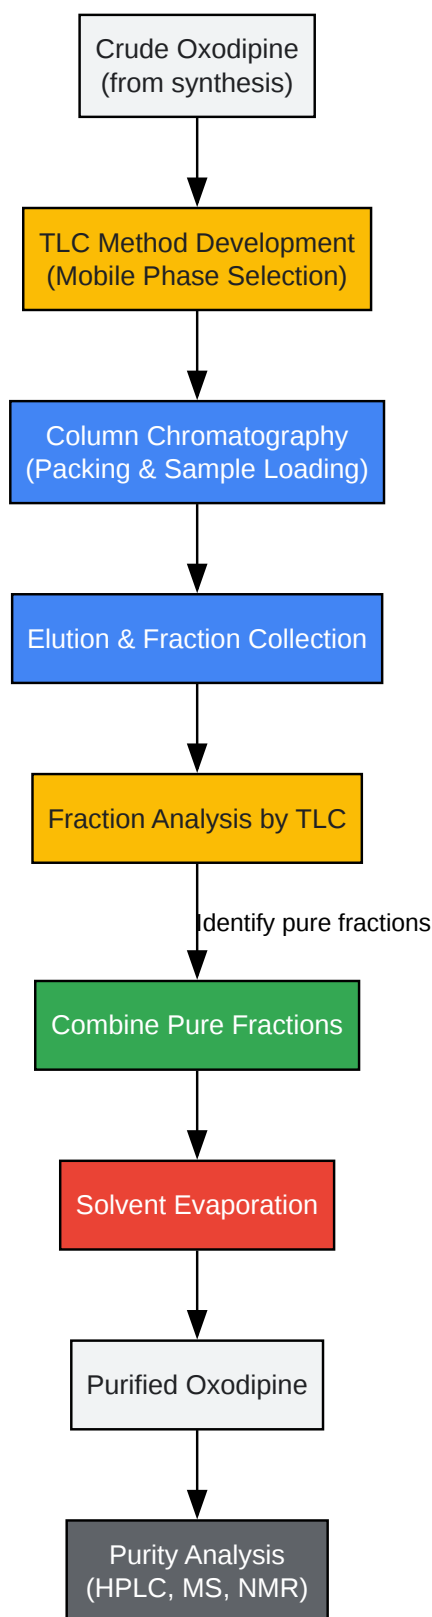 Crude Oxodipine
(from synthesis)
TLC Method Development
(Mobile Phase Selection)
Column Chromatography
(Packing & Sample Loading)
Elution & Fraction Collection
Fraction Analysis by TLC
Identify pure fractions
Combine Pure Fractions
Solvent Evaporation
Purified Oxodipine
Purity Analysis
(HPLC, MS, NMR)